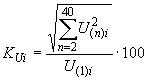 K_{Ui} = \frac{\sqrt{\sum_{n=2}^{40} U_{(n)i}^2}}{U_{(1)i}} \cdot 100